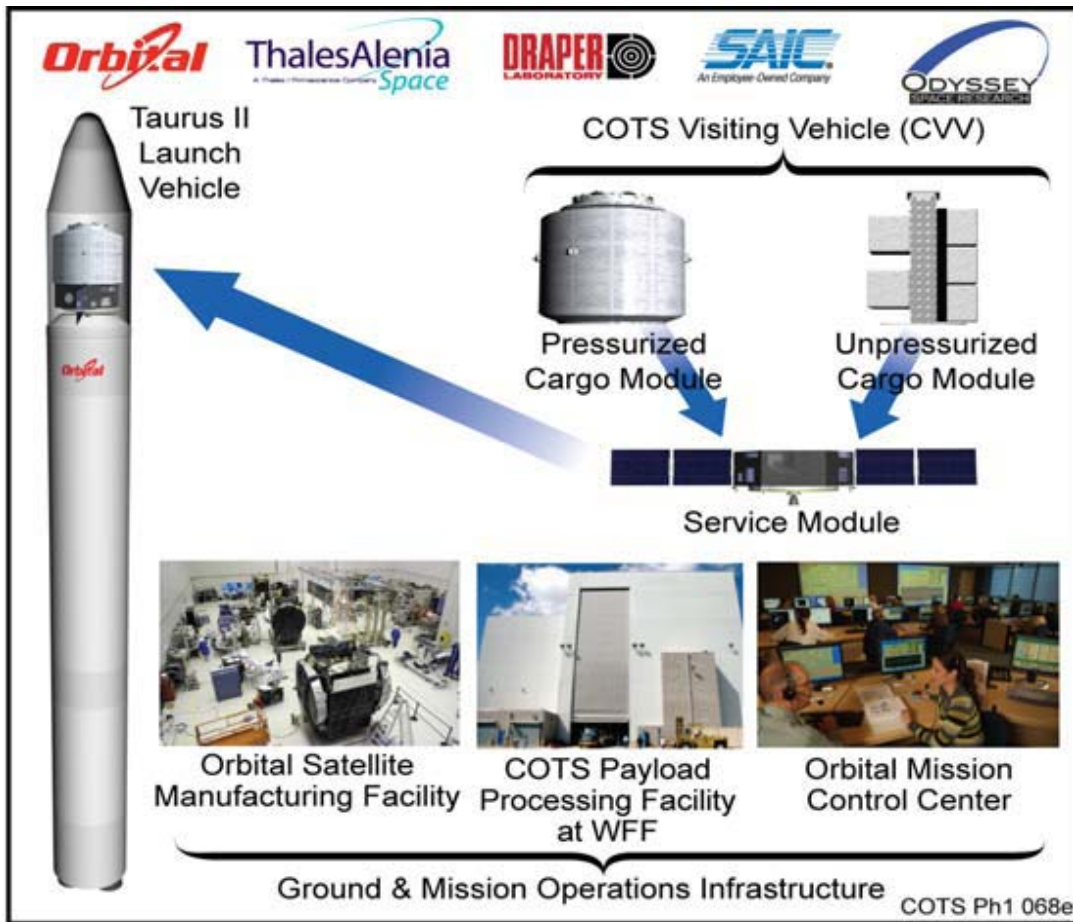 Orbital
ThalesAlenia
A Thales / Finmeccanica Company
Space
DRAPER
LABORATORY
SAIC
An Employee-Owned Company
ODYSSEY
SPACE RESEARCH
Taurus II
Launch
Vehicle
COTS Visiting Vehicle (CVV)
Orbital
Pressurized
Cargo Module
Unpressurized
Cargo Module
Service Module
Orbital Satellite
Manufacturing Facility
COTS Payload
Processing Facility
at WFF
Orbital Mission
Control Center
Ground & Mission Operations Infrastructure
COTS Ph1 068e